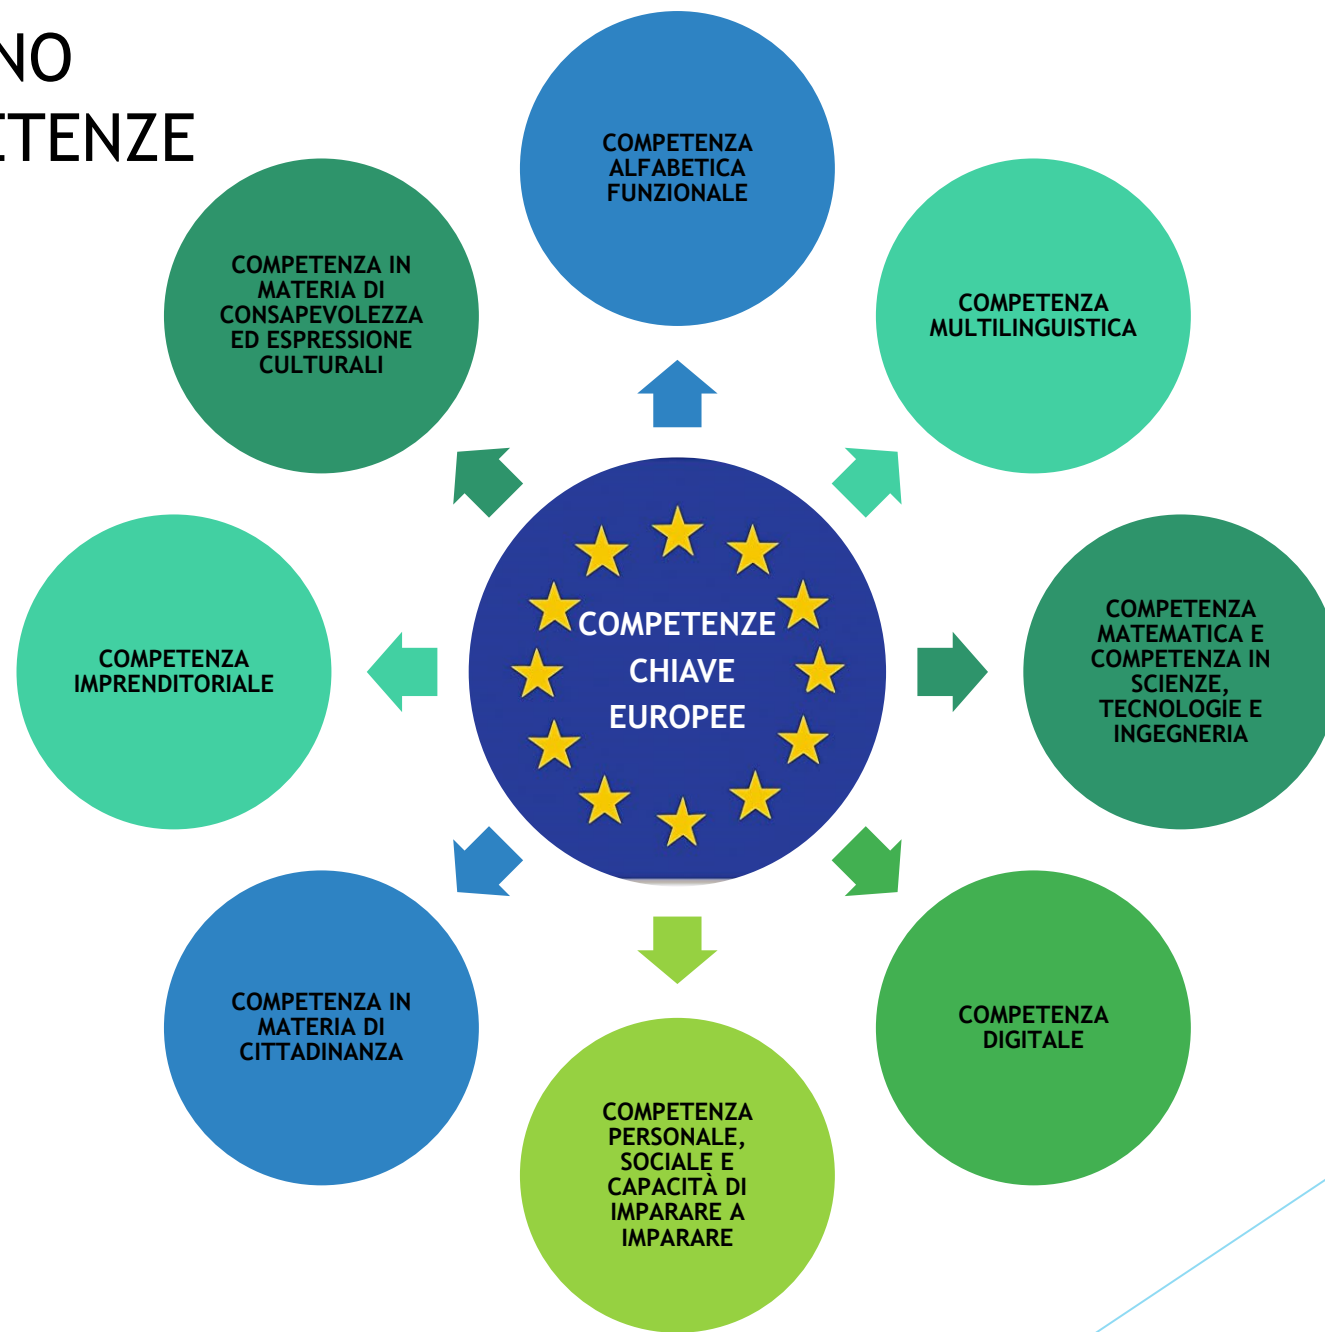 NO
ETENZE
COMPETENZA
ALFABETICA
FUNZIONALE
COMPETENZA
MULTILINGUISTICA
COMPETENZA
MATEMATICA E
COMPETENZA IN
SCIENZE,
TECNOLOGIE E
INGEGNERIA
COMPETENZA
DIGITALE
COMPETENZA
PERSONALE,
SOCIALE E
CAPACITÀ DI
IMPARARE A
IMPARARE
COMPETENZA IN
MATERIA DI
CITTADINANZA
COMPETENZA
IMPRENDITORIALE
COMPETENZA IN
MATERIA DI
CONSAPEVOLEZZA
ED ESPRESSIONE
CULTURALI
COMPETENZE
CHIAVE
EUROPEE